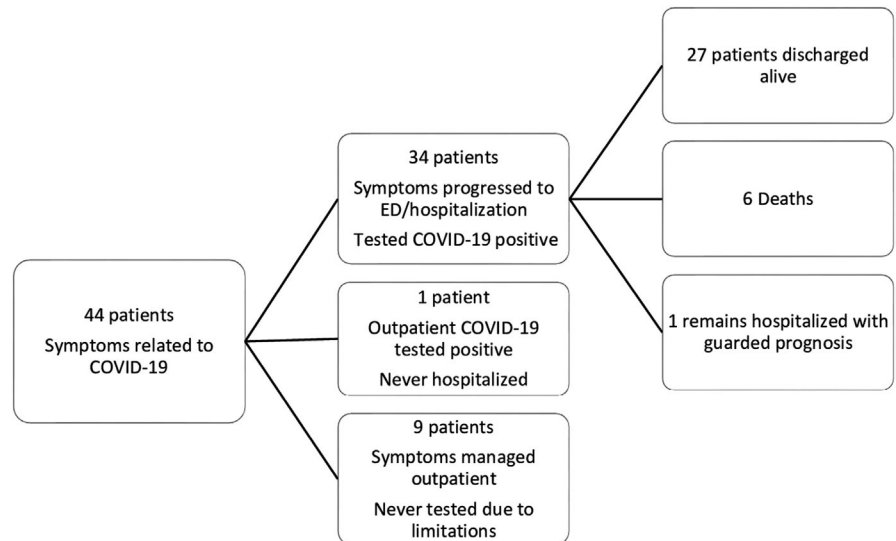 44 patients
Symptoms related to
COVID-19
34 patients
Symptoms progressed to
ED/hospitalization
Tested COVID-19 positive
1 patient
Outpatient COVID-19
tested positive
Never hospitalized
9 patients
Symptoms managed
outpatient
Never tested due to
limitations
27 patients discharged
alive
6 Deaths
1 remains hospitalized with
guarded prognosis